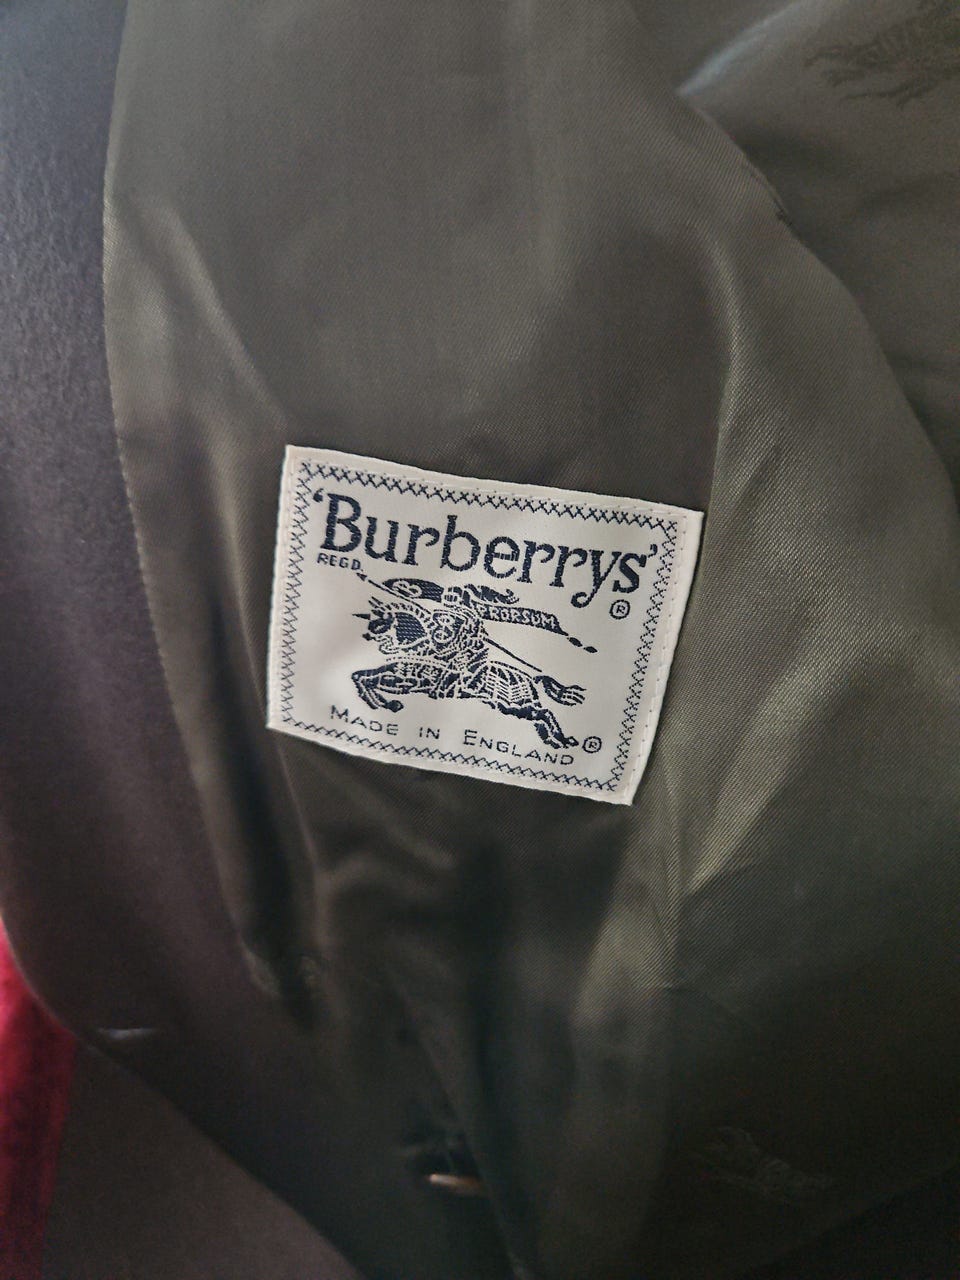 'Burberrys'
REGD. ®
PRORSUM
MADE IN ENGLAND ®